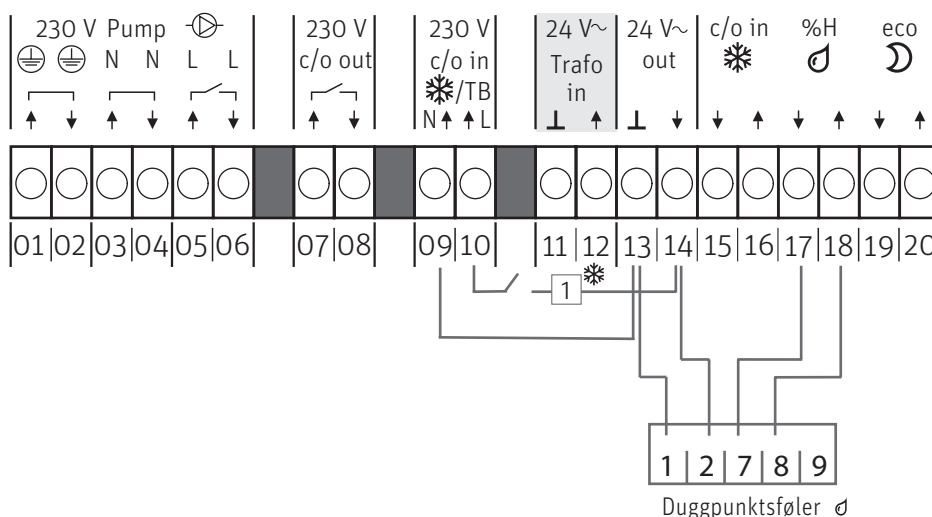 230 V Pump 230 V 230 V 24 V~ 24 V~ c/o in %H eco
N N L L c/o out c/o in Trafo out
/TB in
N L
01 02 03 04 05 06 07 08 09 10 11 12 13 14 15 16 17 18 19 20
1
1 2 7 8 9
Duggpunktsføler